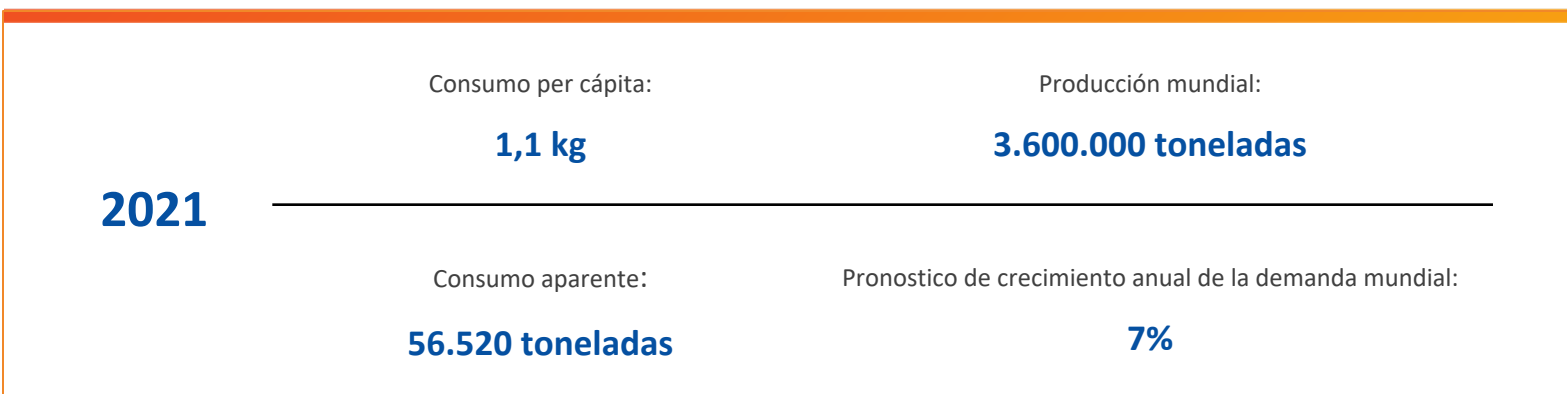 Consumo per cápita:
1,1 kg
Producción mundial:
3.600.000 toneladas
2021
Consumo aparente:
56.520 toneladas
Pronostico de crecimiento anual de la demanda mundial:
7%